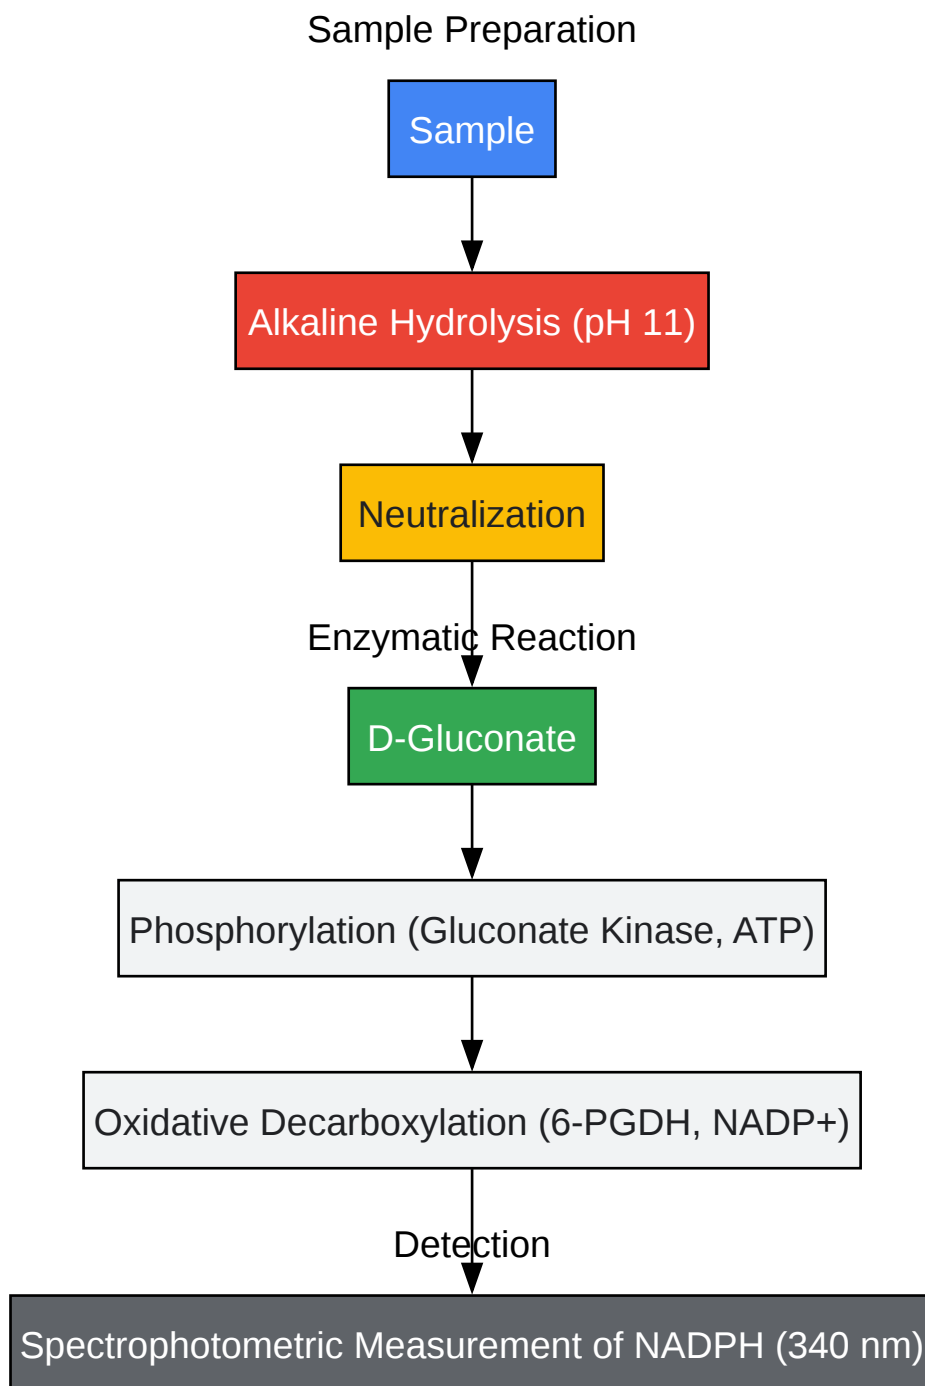 Sample Preparation
Sample
Alkaline Hydrolysis (pH 11)
Neutralization
Enzymatic Reaction
D-Gluconate
Phosphorylation (Gluconate Kinase, ATP)
Oxidative Decarboxylation (6-PGDH, NADP+)
Detection
Spectrophotometric Measurement of NADPH (340 nm)